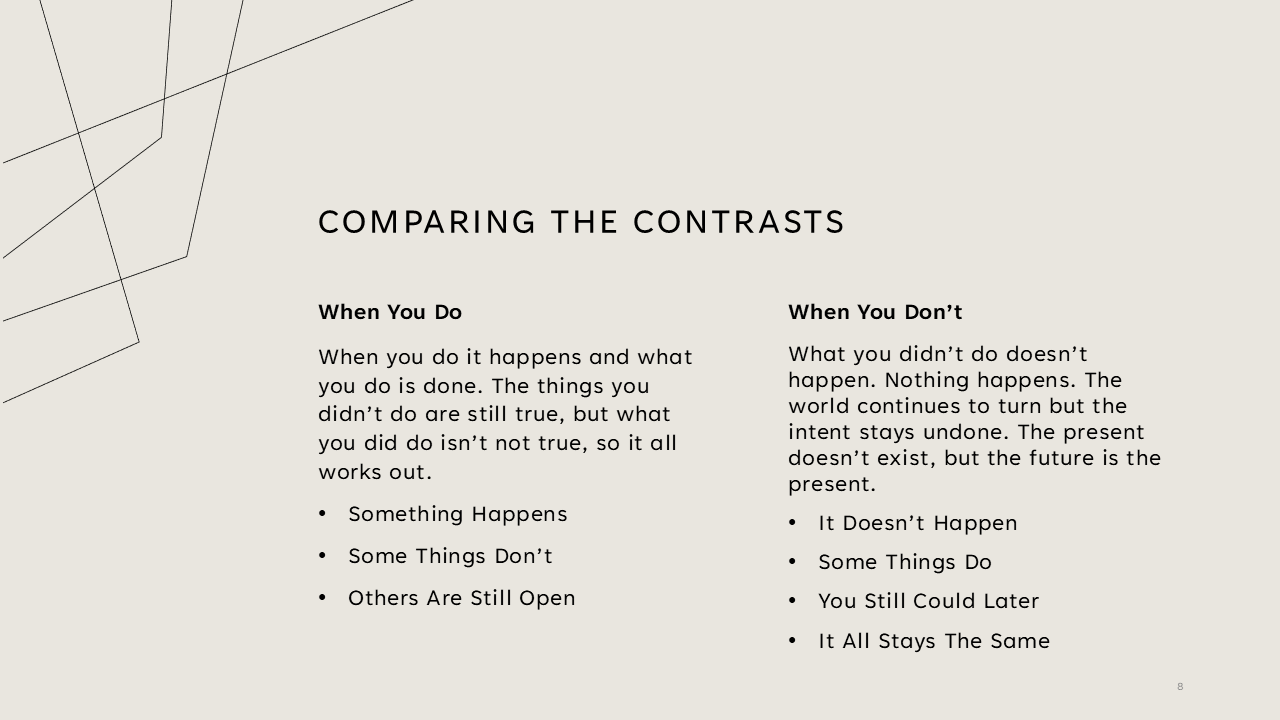 COMPARING THE CONTRASTS
When You Do
When you do it happens and what
you do is done. The things you
didn’t do are still true, but what
you did do isn’t not true, so it all
works out.
• Something Happens
• Some Things Don’t
• Others Are Still Open
When You Don’t
What you didn’t do doesn’t
happen. Nothing happens. The
world continues to turn but the
intent stays undone. The present
doesn’t exist, but the future is the
present.
• It Doesn’t Happen
• Some Things Do
• You Still Could Later
• It All Stays The Same
8